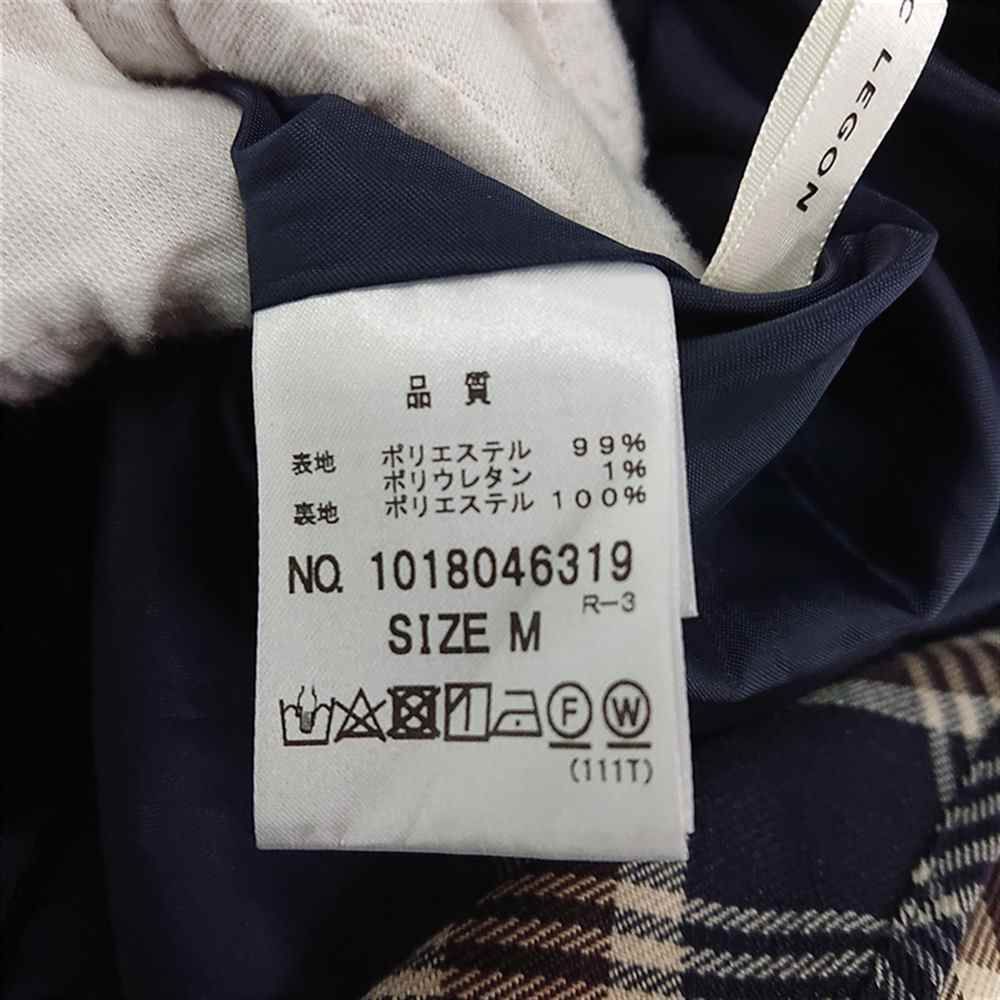 C LEGON
品質
表地 ポリエステル 99%
ポリウレタン 1%
裏地 ポリエステル 100%
NO. 1018046319
R-3
SIZE M
F W
(111T)